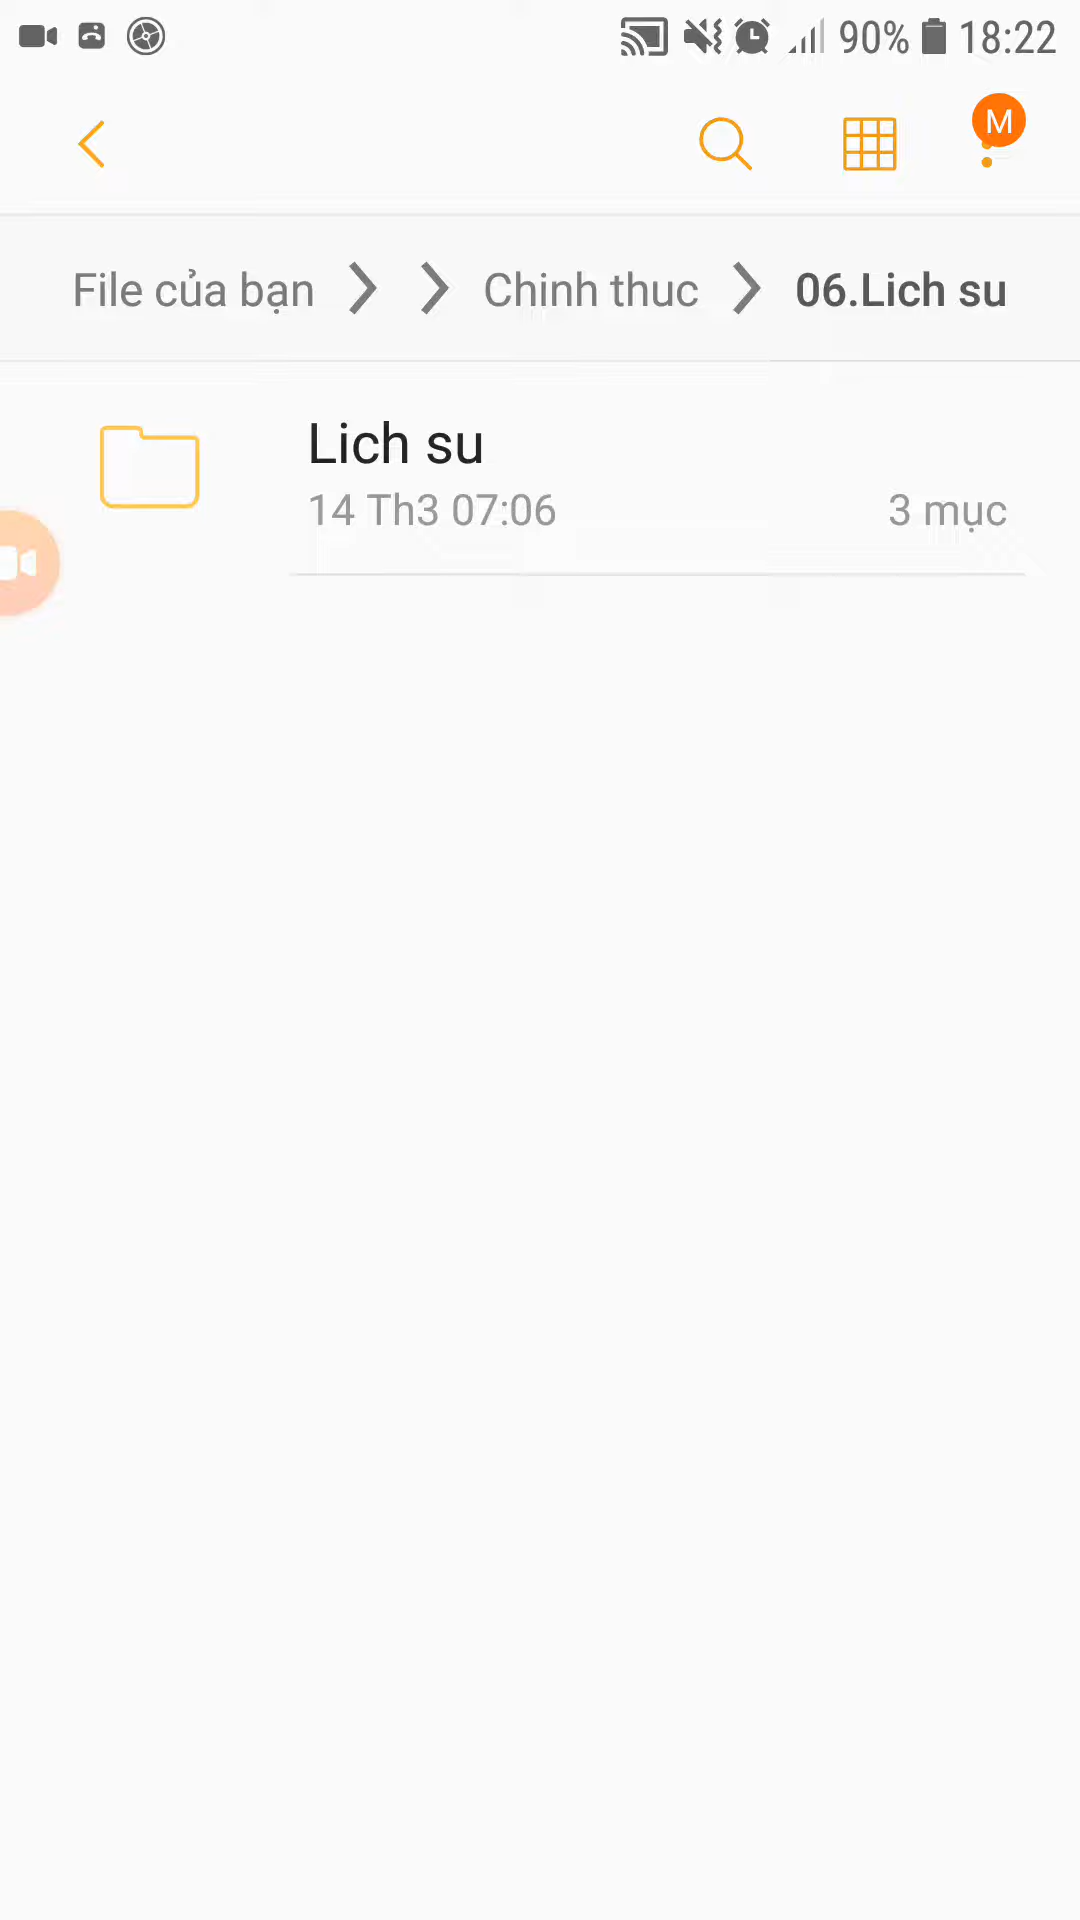 90% 18:22
M
File của bạn Chinh thuc 06.Lich su
Lich su
14 Th3 07:06 3 mục